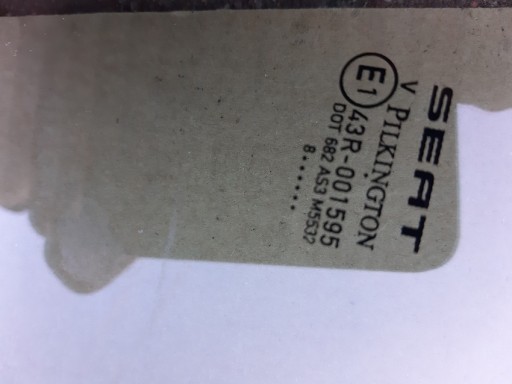 SEAT
V PILKINGTON
E1 43R-001595
DOT 682 AS3 M5532
8.......